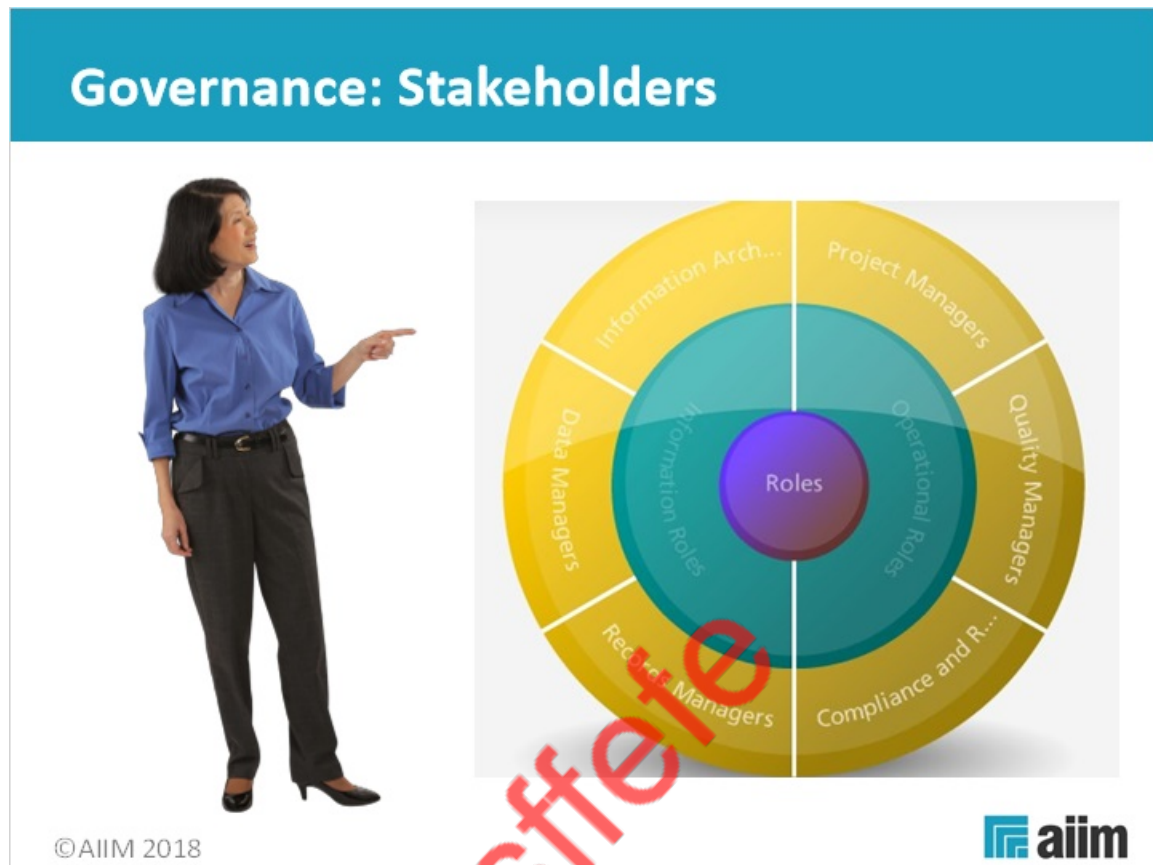 Governance: Stakeholders
Information Arch...
Project Managers
Data Managers
Information Roles
Roles
Operational Roles
Quality Managers
Records Managers
Compliance and R...
©AIIM 2018
aiim